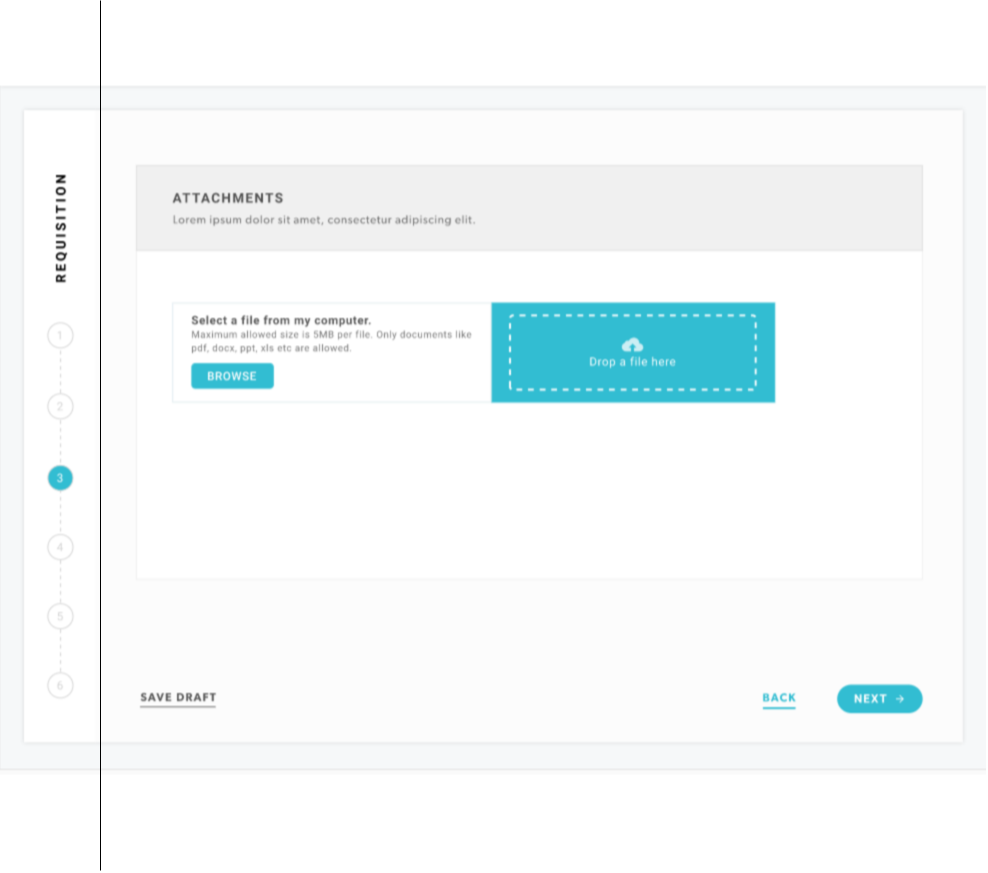 REQUISITION
1
2
3
4
5
6
ATTACHMENTS
Lorem ipsum dolor sit amet, consectetur adipiscing elit.
Select a file from my computer.
Maximum allowed size is 5MB per file. Only documents like
pdf, docx, ppt, xls etc are allowed.
BROWSE
Drop a file here
SAVE DRAFT
BACK
NEXT →